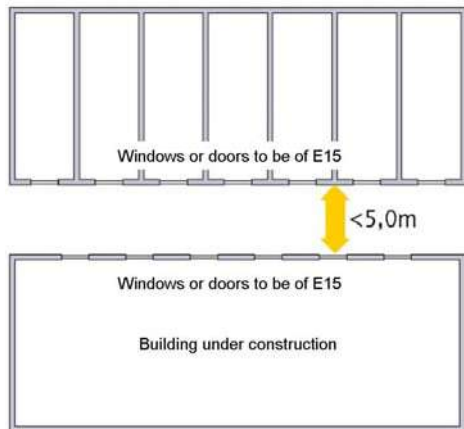 Windows or doors to be of E15
<5,0m
Windows or doors to be of E15
Building under construction